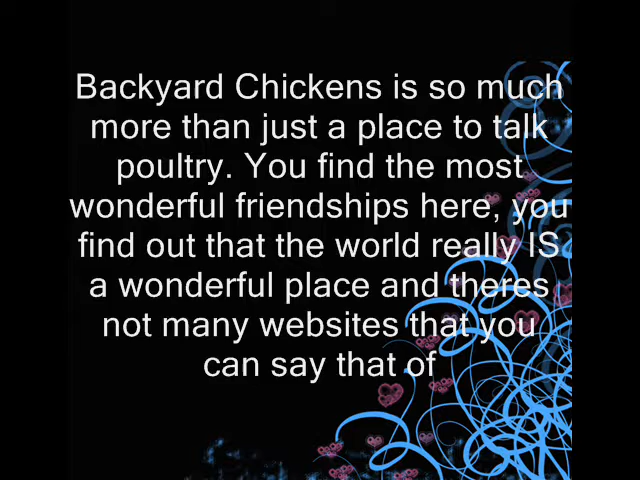 Backyard Chickens is so much
more than just a place to talk
poultry. You find the most
wonderful friendships here, you
find out that the world really IS
a wonderful place and theres
not many websites that you
can say that of